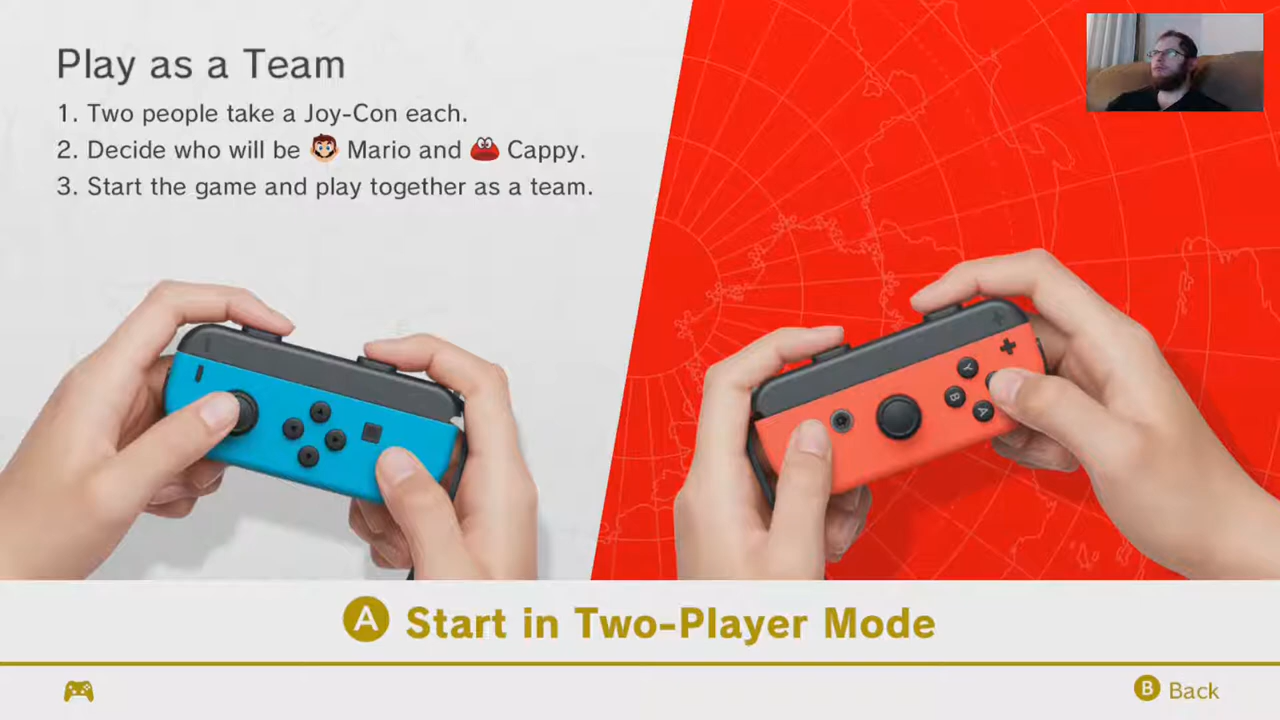 Play as a Team
1. Two people take a Joy-Con each.
2. Decide who will be Mario and Cappy.
3. Start the game and play together as a team.
Y
B
A
A Start in Two-Player Mode
B Back